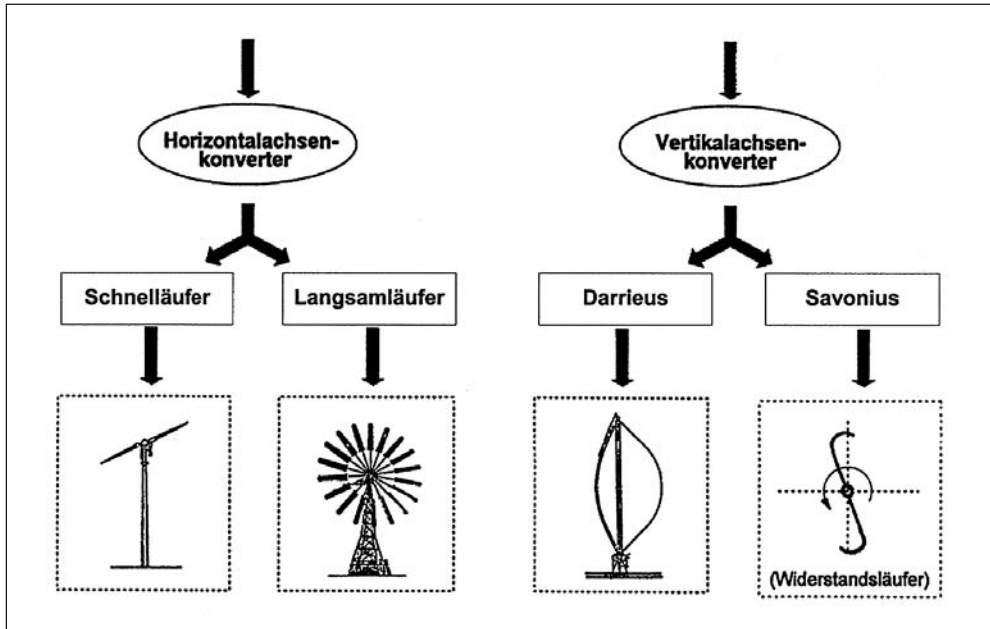 Horizontalachsen-
konverter
Vertikalachsen-
konverter
Schnelläufer
Langsamläufer
Darrieus
Savonius
(Widerstandsläufer)